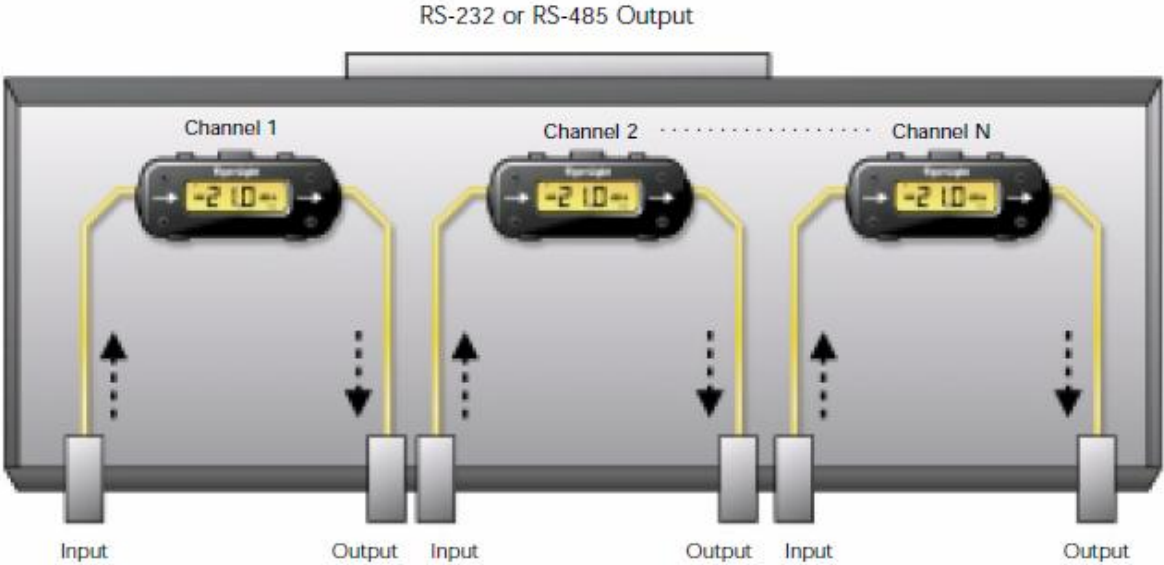 RS-232 or RS-485 Output
Channel 1
Channel 2 .................. Channel N
-21.0
-21.0
-21.0
Input
Output
Input
Output
Input
Output